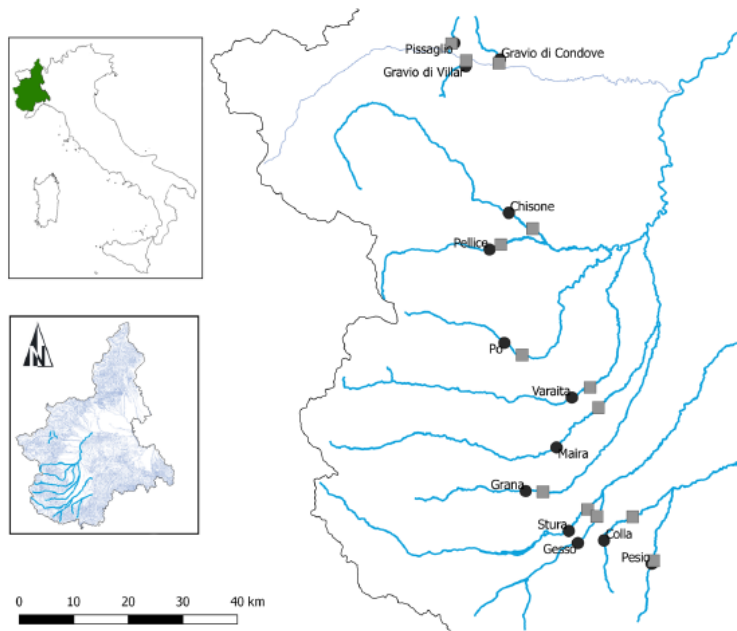 Pissaglio
Gravio di Condove
Gravio di Villar
Chisone
Pellice
Po
Varaita
Maira
Grana
Stura
Gesso
Colla
Pesio
N
0 10 20 30 40 km